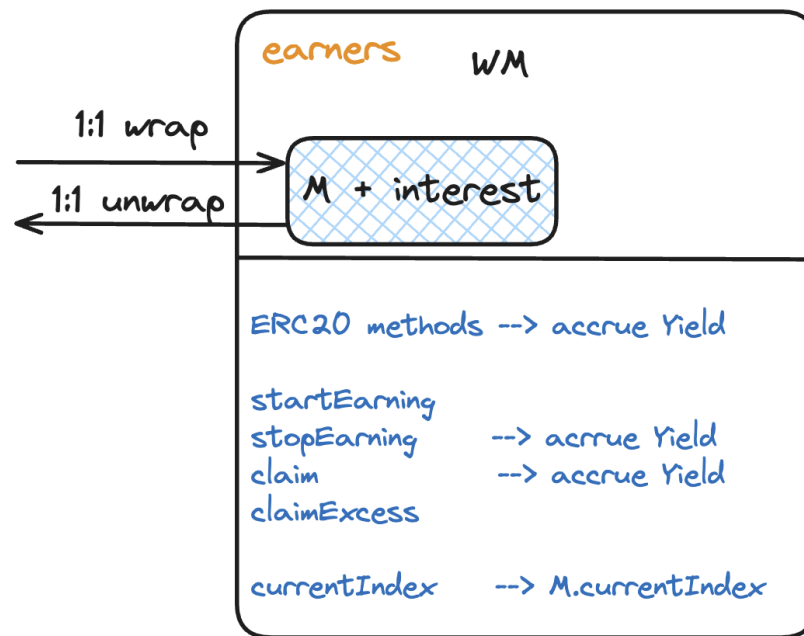 earners WM
1:1 wrap
M + interest
1:1 unwrap
ERC20 methods --> accrue Yield
startEarning
stopEarning --> acrrue Yield
claim --> accrue Yield
claimExcess
currentIndex --> M.currentIndex